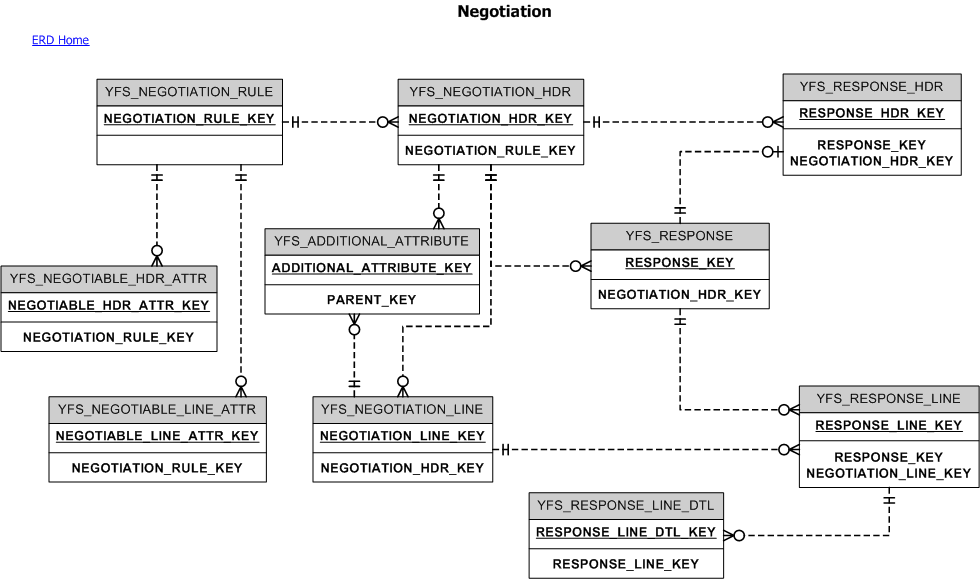 Negotiation
ERD Home
YFS_NEGOTIATION_RULE
NEGOTIATION_RULE_KEY
YFS_NEGOTIATION_HDR
NEGOTIATION_HDR_KEY
NEGOTIATION_RULE_KEY
YFS_RESPONSE_HDR
RESPONSE_HDR_KEY
RESPONSE_KEY
NEGOTIATION_HDR_KEY
YFS_ADDITIONAL_ATTRIBUTE
ADDITIONAL_ATTRIBUTE_KEY
PARENT_KEY
YFS_RESPONSE
RESPONSE_KEY
NEGOTIATION_HDR_KEY
YFS_NEGOTIABLE_HDR_ATTR
NEGOTIABLE_HDR_ATTR_KEY
NEGOTIATION_RULE_KEY
YFS_NEGOTIABLE_LINE_ATTR
NEGOTIABLE_LINE_ATTR_KEY
NEGOTIATION_RULE_KEY
YFS_NEGOTIATION_LINE
NEGOTIATION_LINE_KEY
NEGOTIATION_HDR_KEY
YFS_RESPONSE_LINE
RESPONSE_LINE_KEY
RESPONSE_KEY
NEGOTIATION_LINE_KEY
YFS_RESPONSE_LINE_DTL
RESPONSE_LINE_DTL_KEY
RESPONSE_LINE_KEY